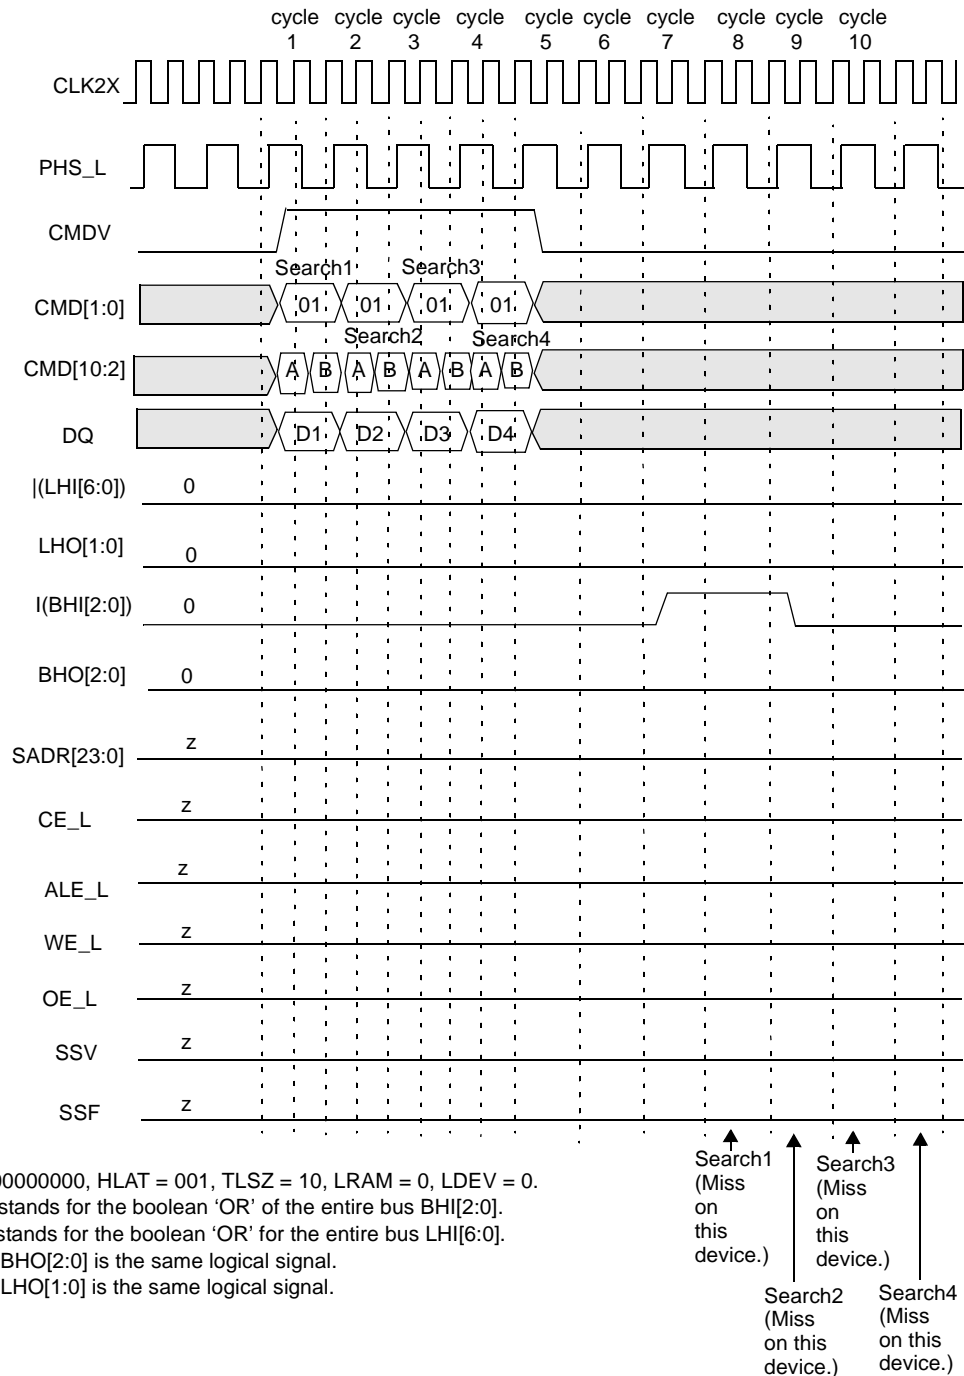 cycle cycle cycle cycle cycle cycle cycle cycle cycle cycle
1 2 3 4 5 6 7 8 9 10
CLK2X
PHS_L
CMDV
Search1 Search3
CMD[1:0] 01 01 01 01
Search2 Search4
CMD[10:2] A B A B A B A B
DQ D1 D2 D3 D4
|(LHI[6:0]) 0
LHO[1:0] 0
I(BHI[2:0]) 0
BHO[2:0] 0
SADR[23:0] z
CE_L z
ALE_L z
WE_L z
OE_L z
SSV z
SSF z
00000000, HLAT = 001, TLSZ = 10, LRAM = 0, LDEV = 0.
stands for the boolean ‘OR’ of the entire bus BHI[2:0].
stands for the boolean ‘OR’ for the entire bus LHI[6:0].
BHO[2:0] is the same logical signal.
LHO[1:0] is the same logical signal.
Search1
(Miss
on
this
device.)
Search2
(Miss
on this
device.)
Search3
(Miss
on
this
device.)
Search4
(Miss
on this
device.)